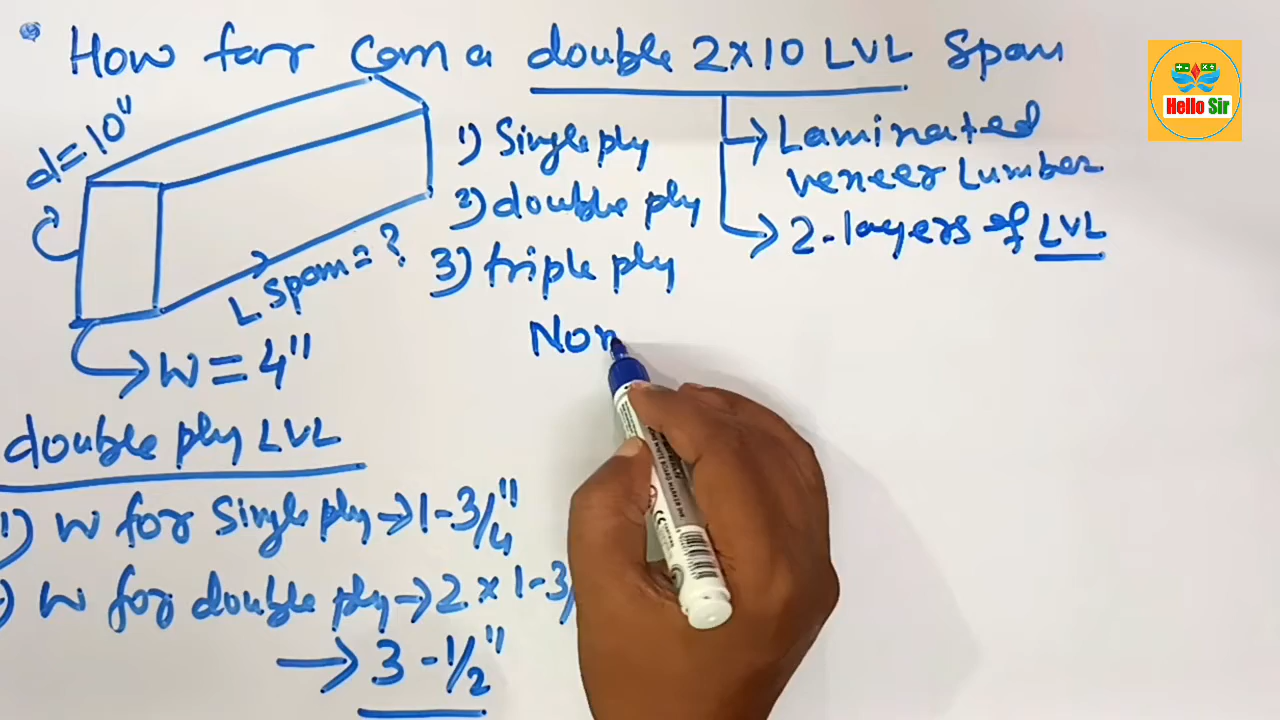 How far can a double 2x10 LVL Span
d=10"
1) Single ply
2) double ply
3) triple ply
→ Laminated
veneer Lumber
→ 2-layers of LVL
L span=?
→ W=4"
Nor
double ply LVL
1) W for Single ply→1-3/4"
) W for double ply→2 x 1-3/
→ 3-1/2"
Hello Sir